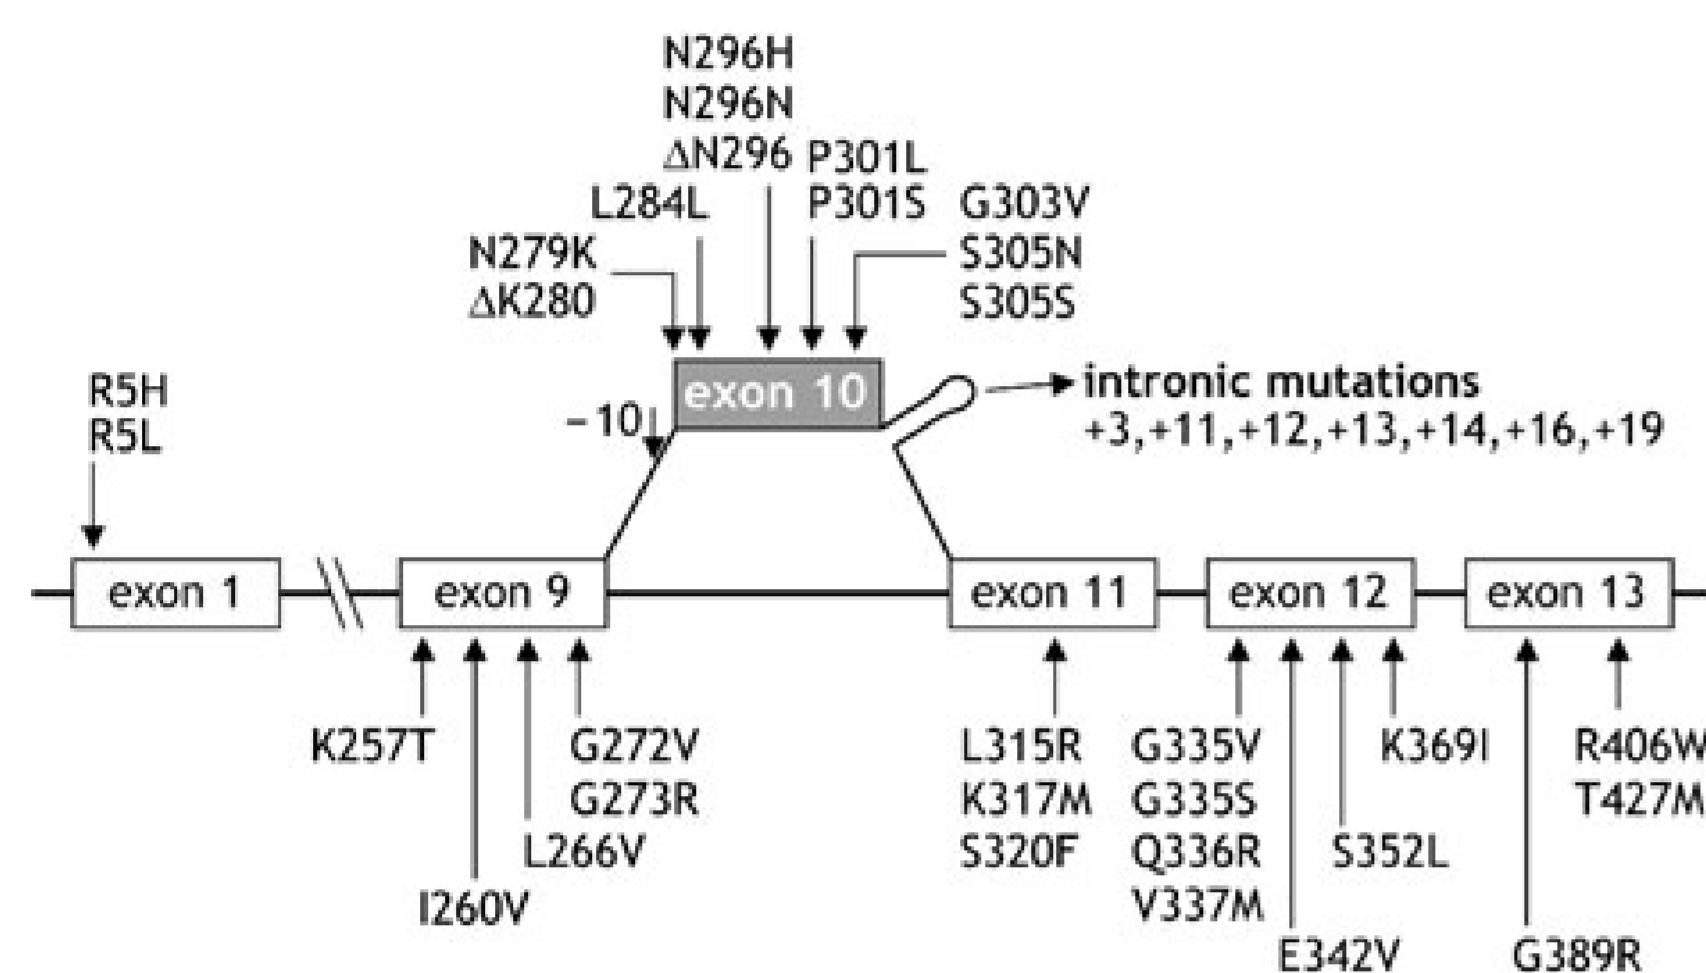 N296H
N296N
ΔN296
P301L
P301S
L284L
G303V
S305N
S305S
N279K
ΔK280
R5H
R5L
exon 10
-10
intronic mutations
+3,+11,+12,+13,+14,+16,+19
exon 1
exon 9
exon 11
exon 12
exon 13
K257T
G272V
G273R
L266V
I260V
L315R
K317M
S320F
G335V
G335S
Q336R
V337M
K369I
S352L
E342V
R406W
T427M
G389R